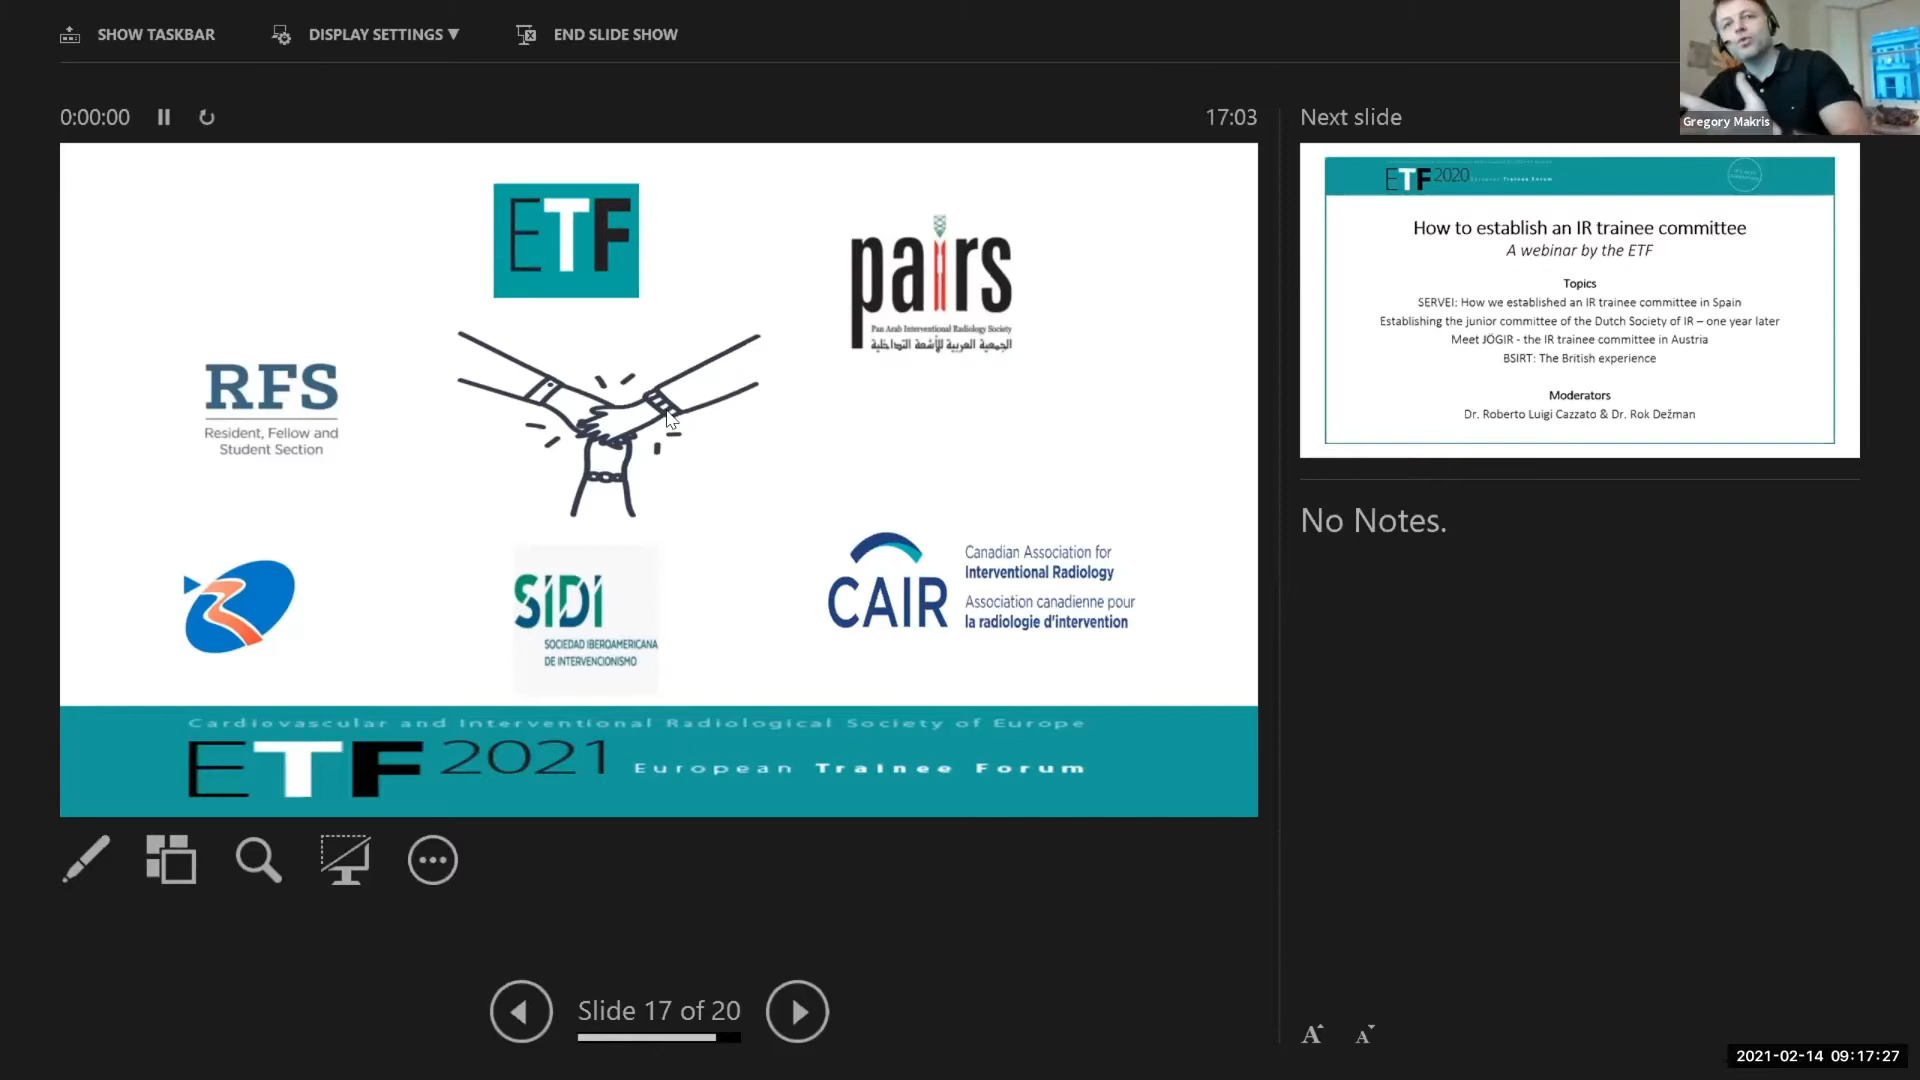 SHOW TASKBAR
DISPLAY SETTINGS ▼
END SLIDE SHOW
Gregory Makris
0:00:00
17:03
Next slide
ETF
pairs
Pan Arab Interventional Radiology Society
الجمعية العربية للأشعة التداخلية
RFS
Resident, Fellow and
Student Section
SIDI
SOCIEDAD IBEROAMERICANA
DE INTERVENCIONISMO
CAIR
Canadian Association for
Interventional Radiology
Association canadienne pour
la radiologie d'intervention
Cardiovascular and Interventional Radiological Society of Europe
ETF 2021 European Trainee Forum
ETF 2020 European Trainee Forum
How to establish an IR trainee committee
A webinar by the ETF
Topics
SERVEI: How we established an IR trainee committee in Spain
Establishing the junior committee of the Dutch Society of IR – one year later
Meet JÖGIR - the IR trainee committee in Austria
BSIRT: The British experience
Moderators
Dr. Roberto Luigi Cazzato & Dr. Rok Dežman
No Notes.
Slide 17 of 20
A A
2021-02-14 09:17:27